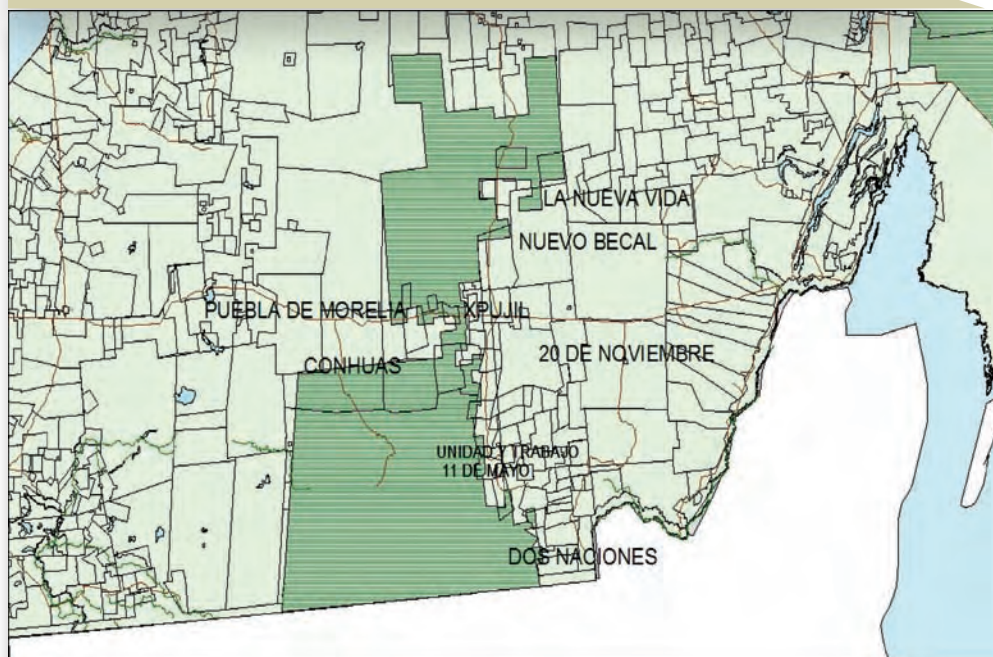 LA NUEVA VIDA
NUEVO BECAL
PUEBLA DE MORELIA
XPUJIL
20 DE NOVIEMBRE
CONHUAS
UNIDAD Y TRABAJO
11 DE MAYO
DOS NACIONES